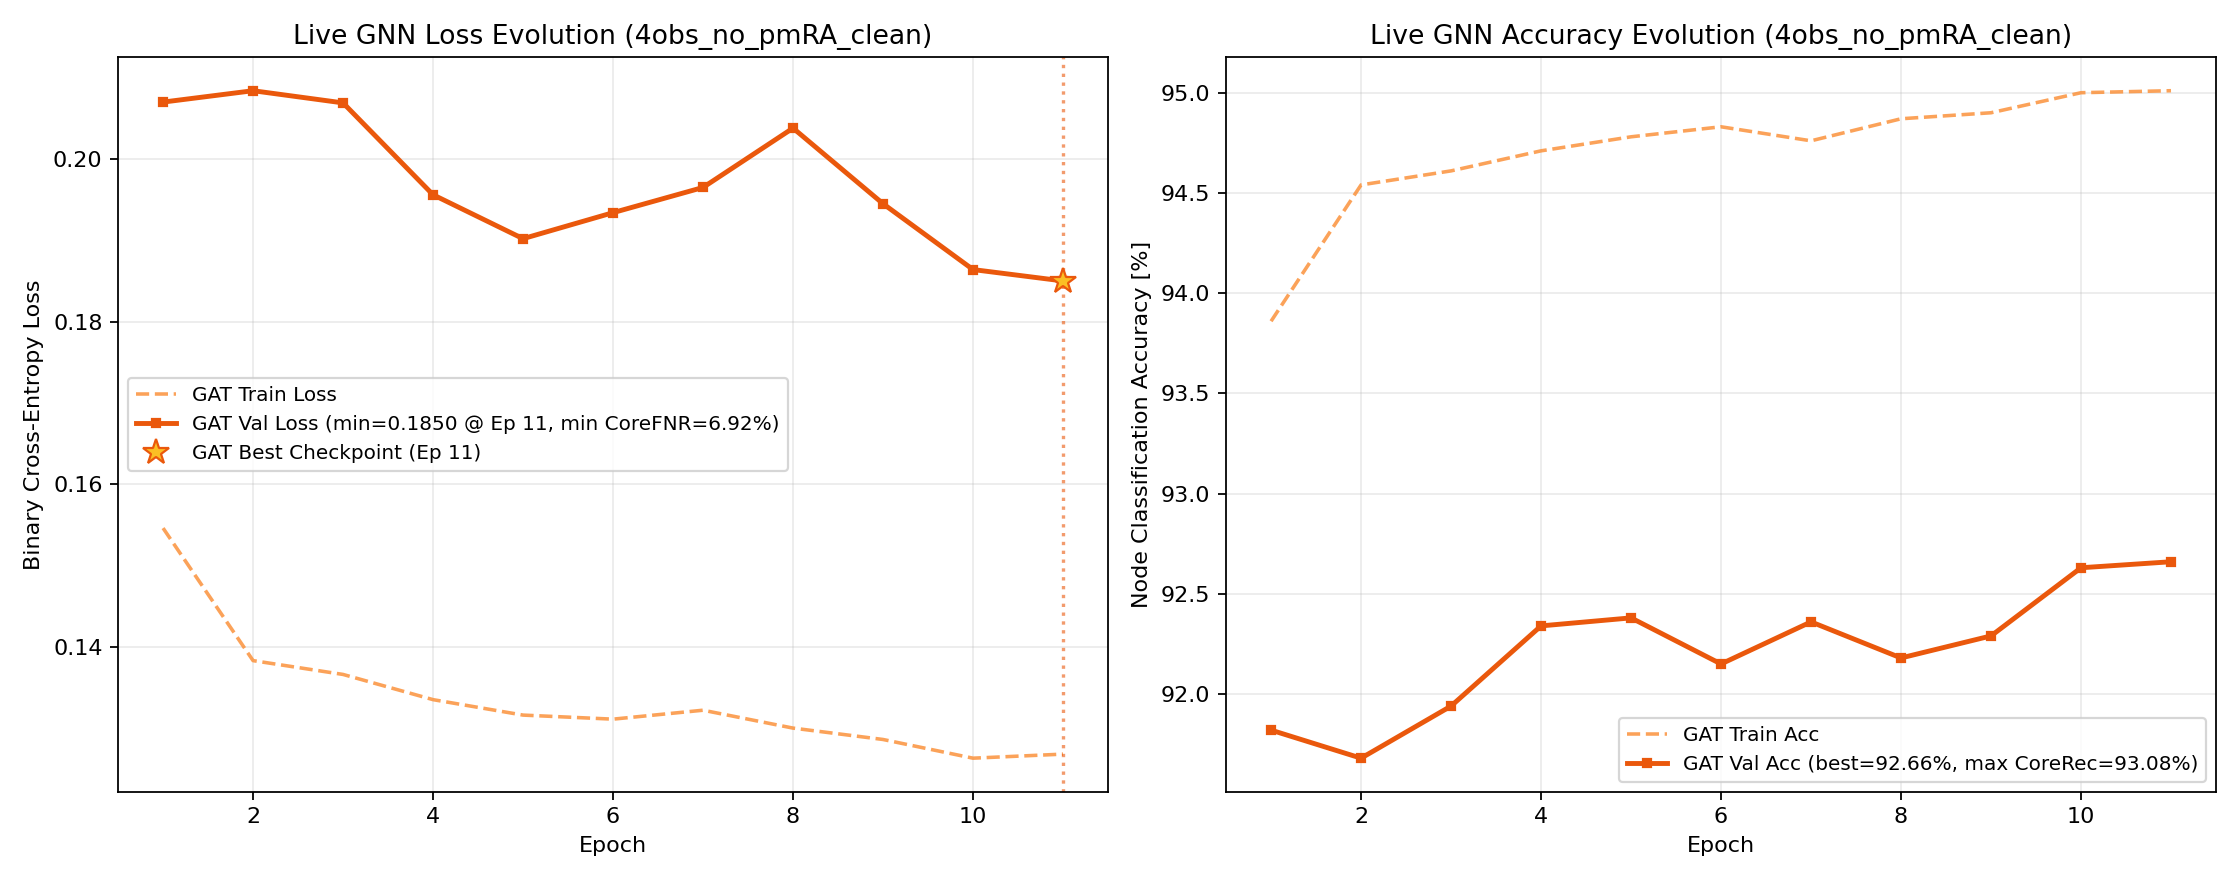 Live GNN Loss Evolution (4obs_no_pmRA_clean)
Binary Cross-Entropy Loss
0.20
0.18
0.16
0.14
GAT Train Loss
GAT Val Loss (min=0.1850 @ Ep 11, min CoreFNR=6.92%)
GAT Best Checkpoint (Ep 11)
2 4 6 8 10
Epoch
Live GNN Accuracy Evolution (4obs_no_pmRA_clean)
Node Classification Accuracy [%]
95.0
94.5
94.0
93.5
93.0
92.5
92.0
GAT Train Acc
GAT Val Acc (best=92.66%, max CoreRec=93.08%)
2 4 6 8 10
Epoch